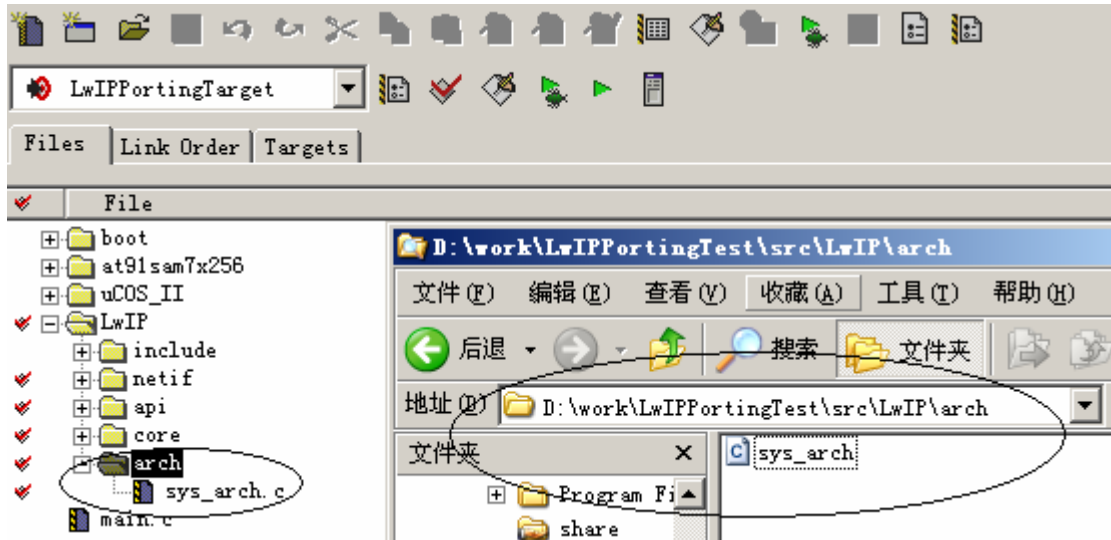 LwIPPortingTarget
Files Link Order Targets
File
boot
at91sam7x256
uCOS_II
LwIP
include
netif
api
core
arch
sys_arch.c
main.c
D:\work\LwIPPortingTest\src\LwIP\arch
文件(F) 编辑(E) 查看(V) 收藏(A) 工具(T) 帮助(H)
后退 搜索 文件夹
地址(D) D:\work\LwIPPortingTest\src\LwIP\arch
文件夹
sys_arch
Program Fi
share